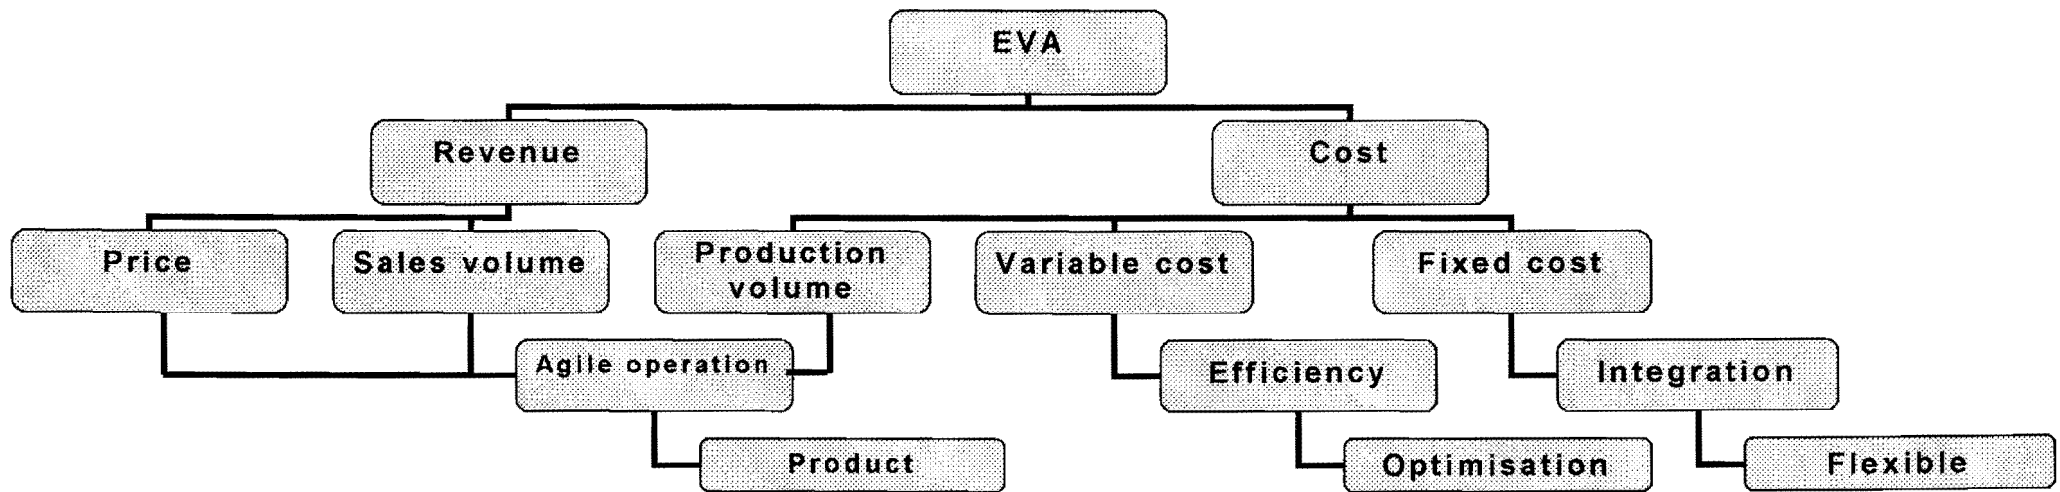 EVA
Revenue
Cost
Price
Sales volume
Production
volume
Variable cost
Fixed cost
Agile operation
Efficiency
Integration
Product
Optimisation
Flexible